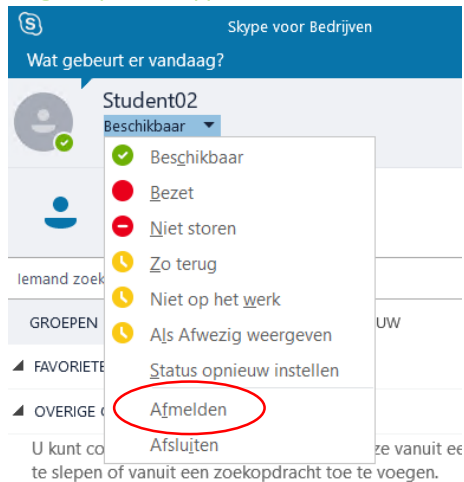 Skype voor Bedrijven
Wat gebeurt er vandaag?
Student02
Beschikbaar
Beschikbaar
Bezet
Niet storen
Zo terug
Niet op het werk
Als Afwezig weergeven
Status opnieuw instellen
Afmelden
Afsluiten
Iemand zoek
GROEPEN UW
FAVORIETE
OVERIGE
U kunt co ze vanuit ee
te slepen of vanuit een zoekopdracht toe te voegen.